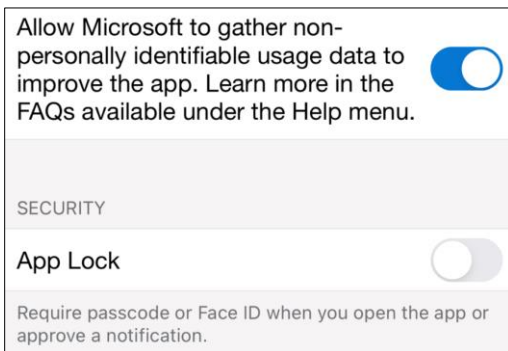 Allow Microsoft to gather non-
personally identifiable usage data to
improve the app. Learn more in the
FAQs available under the Help menu.
SECURITY
App Lock
Require passcode or Face ID when you open the app or
approve a notification.